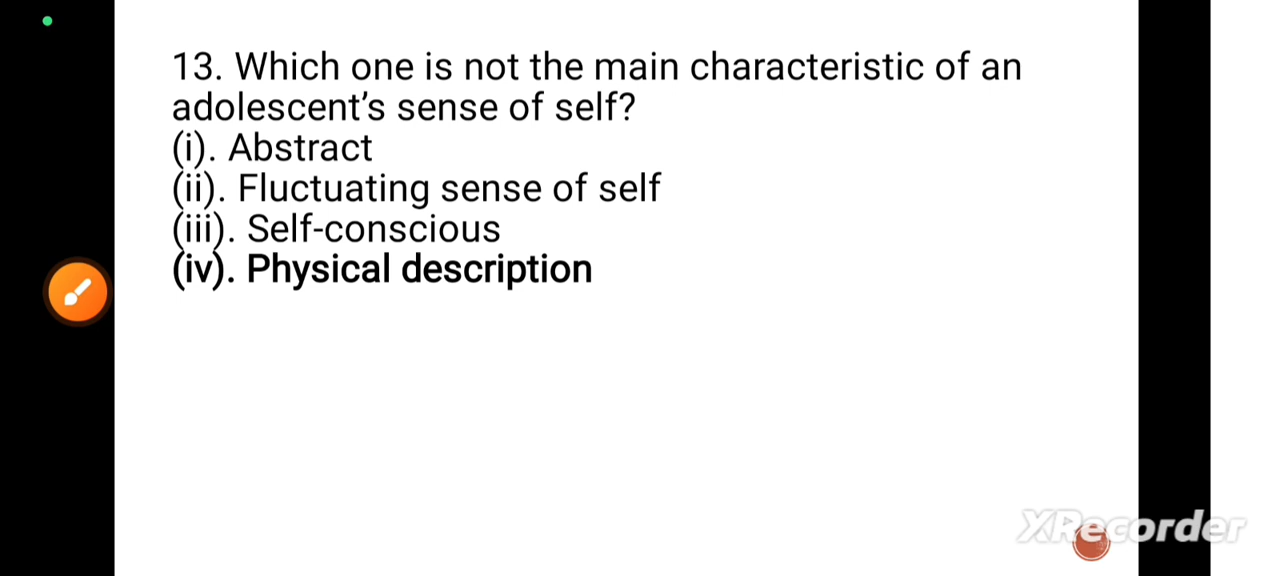 13. Which one is not the main characteristic of an
adolescent’s sense of self?
(i). Abstract
(ii). Fluctuating sense of self
(iii). Self-conscious
(iv). Physical description
XRecorder